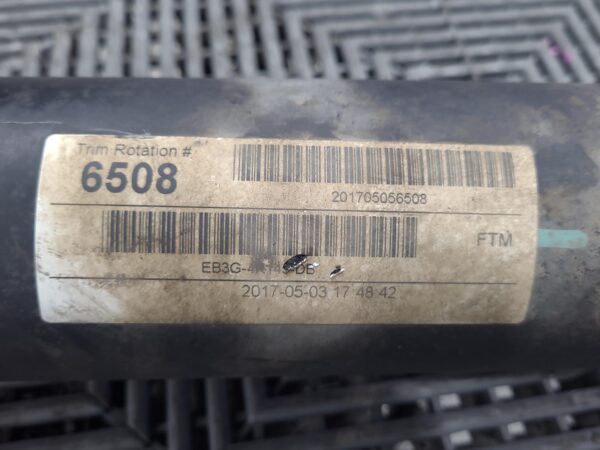 Trim Rotation #
6508
201705056508
FTM
2017-05-03 17:48:42